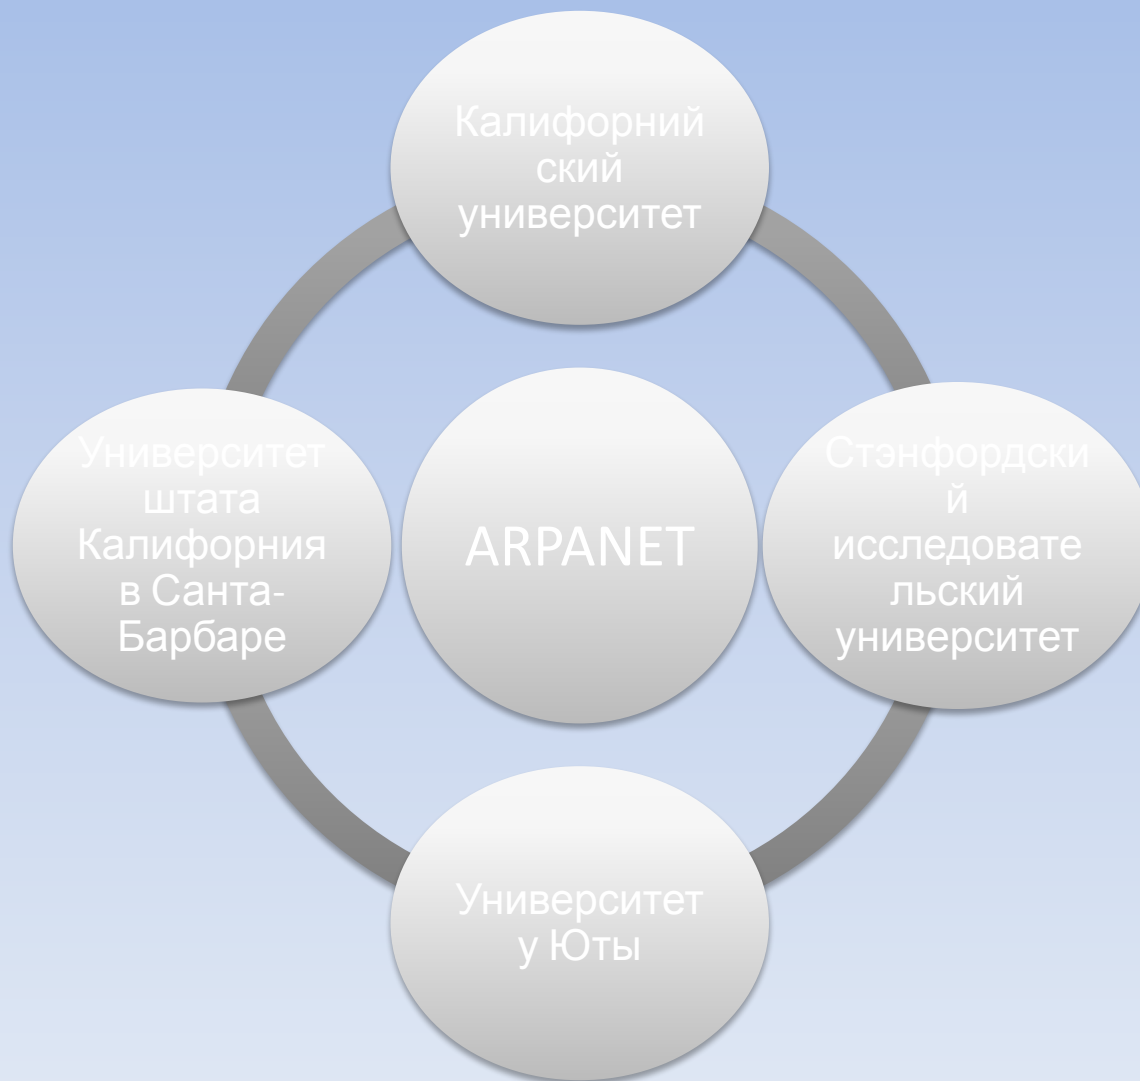 Калифорний
ский
университет
Университет
штата
Калифорния
в Санта-
Барбаре
ARPANET
Стэнфордски
й
исследовате
льский
университет
Университет
у Юты